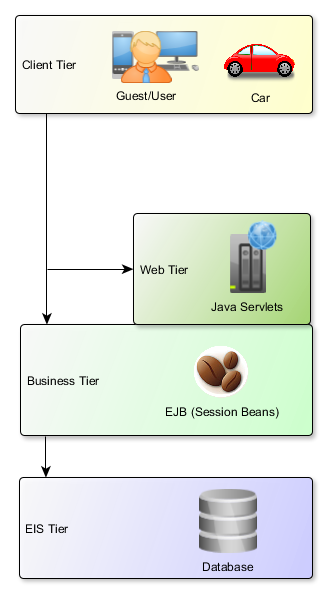 Client Tier
Guest/User
Car
Web Tier
Java Servlets
Business Tier
EJB (Session Beans)
EIS Tier
Database